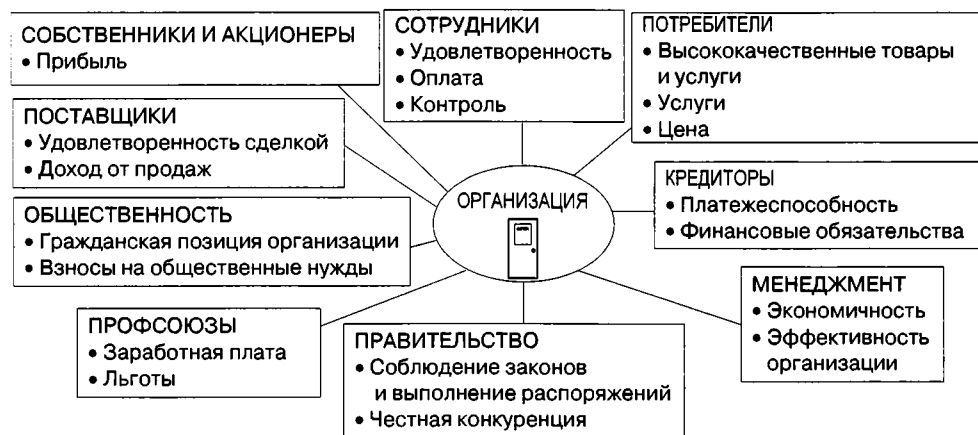 СОБСТВЕННИКИ И АКЦИОНЕРЫ
• Прибыль
СОТРУДНИКИ
• Удовлетворенность
• Оплата
• Контроль
ПОТРЕБИТЕЛИ
• Высококачественные товары
и услуги
• Услуги
• Цена
ПОСТАВЩИКИ
• Удовлетворенность сделкой
• Доход от продаж
ОРГАНИЗАЦИЯ
КРЕДИТОРЫ
• Платежеспособность
• Финансовые обязательства
ОБЩЕСТВЕННОСТЬ
• Гражданская позиция организации
• Взносы на общественные нужды
МЕНЕДЖМЕНТ
• Экономичность
• Эффективность
организации
ПРОФСОЮЗЫ
• Заработная плата
• Льготы
ПРАВИТЕЛЬСТВО
• Соблюдение законов
и выполнение распоряжений
• Честная конкуренция